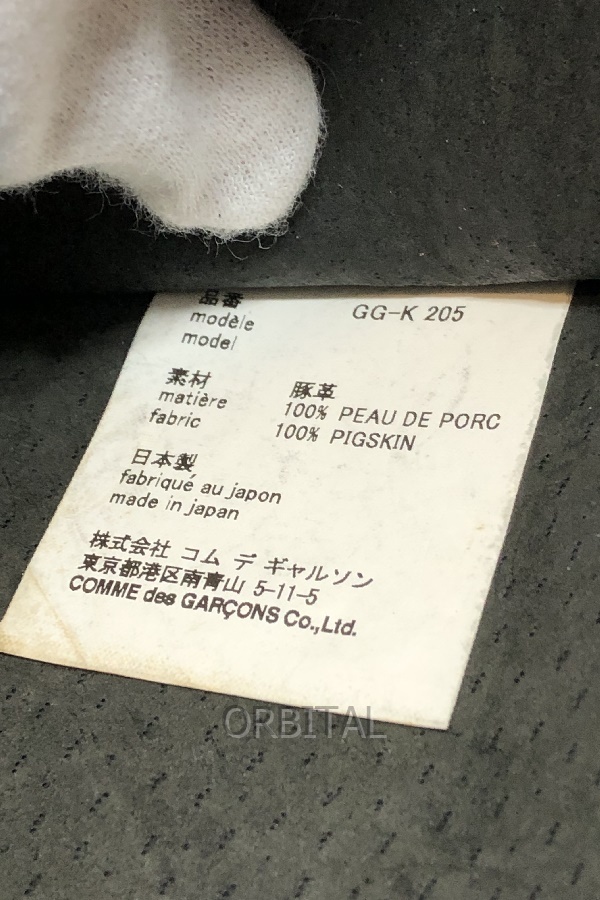 品番
modèle GG-K 205
model
素材 豚革
matière 100% PEAU DE PORC
fabric 100% PIGSKIN
日本製
fabriqué au japon
made in japan
株式会社 コム デ ギャルソン
東京都港区南青山 5-11-5
COMME des GARÇONS Co.,Ltd.
ORBITAL